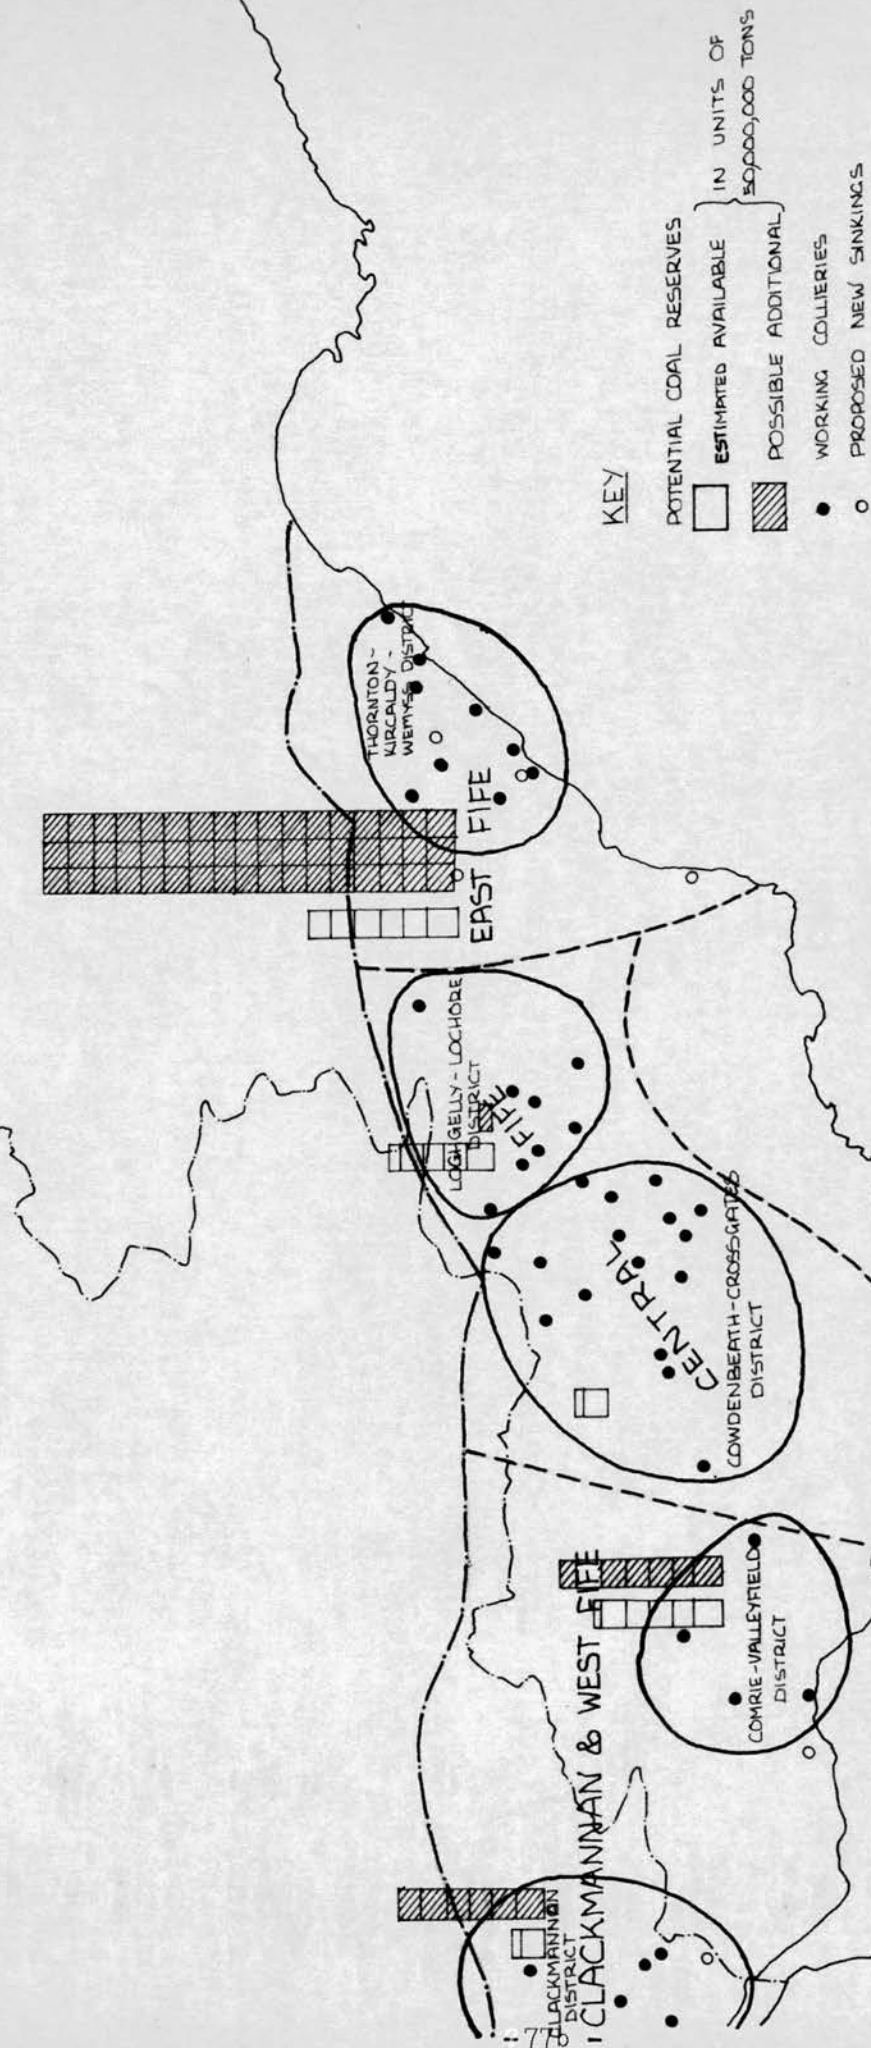 KEY
POTENTIAL COAL RESERVES
ESTIMATED AVAILABLE
POSSIBLE ADDITIONAL
IN UNITS OF
50,000,000 TONS
WORKING COLLIERIES
PROPOSED NEW SINKINGS
THORNTON-
KIRCALDY-
WEMYSS DISTRICT
EAST FIFE
LOCHGELLY-LOCHORE
DISTRICT
CENTRAL FIFE
COWDENBEATH-CROSSGATES
DISTRICT
COMRIE-VALLEYFIELD
DISTRICT
CLACKMANNAN & WEST FIFE
CLACKMANNAN
DISTRICT
-77b